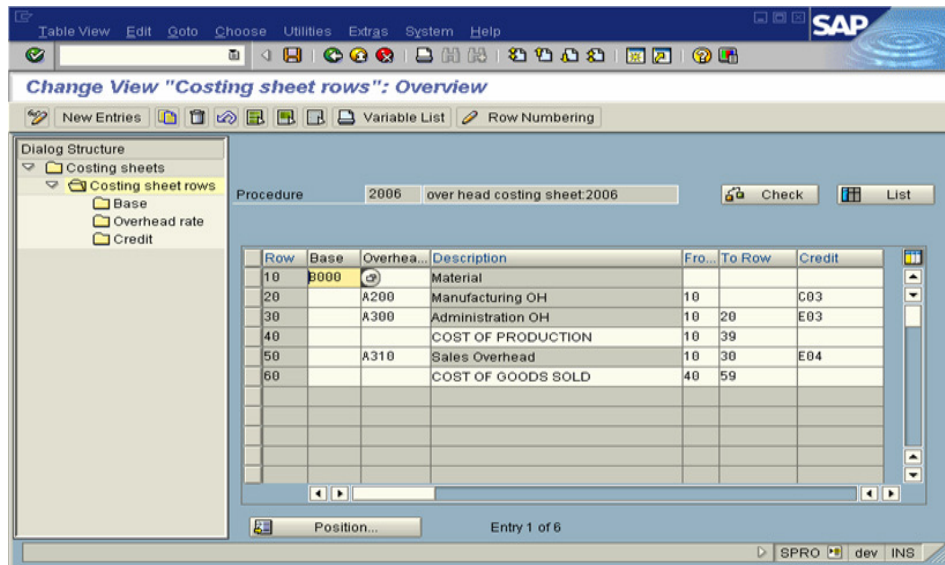 Table View Edit Goto Choose Utilities Extras System Help
SAP
Change View "Costing sheet rows": Overview
New Entries Variable List Row Numbering
Dialog Structure
Costing sheets
Costing sheet rows
Base
Overhead rate
Credit
Procedure 2006 over head costing sheet:2006 Check List
Row Base Overhea... Description Fro... To Row Credit
10 B000 Material
20 A200 Manufacturing OH 10 C03
30 A300 Administration OH 10 20 E03
40 COST OF PRODUCTION 10 39
50 A310 Sales Overhead 10 30 E04
60 COST OF GOODS SOLD 40 59
Position... Entry 1 of 6
SPRO dev INS